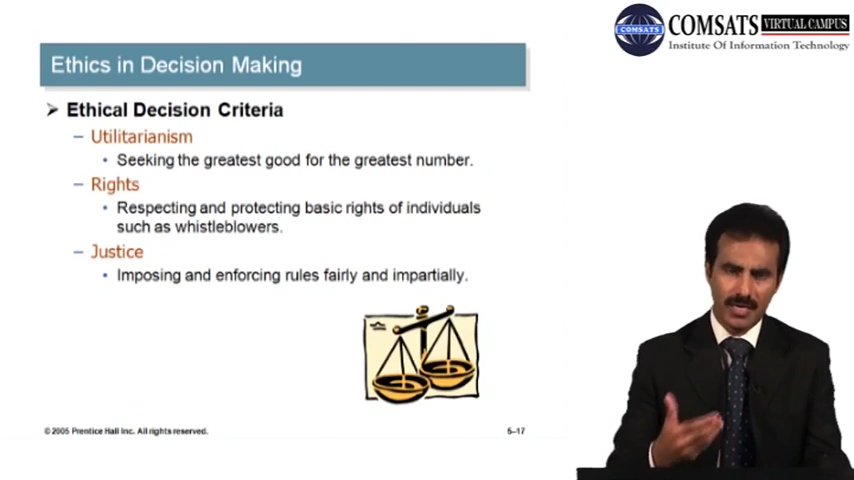 COMSATS
COMSATS VIRTUAL CAMPUS
Institute Of Information Technology
Ethics in Decision Making
➢ Ethical Decision Criteria
– Utilitarianism
• Seeking the greatest good for the greatest number.
– Rights
• Respecting and protecting basic rights of individuals
such as whistleblowers.
– Justice
• Imposing and enforcing rules fairly and impartially.
© 2005 Prentice Hall Inc. All rights reserved.
5–17